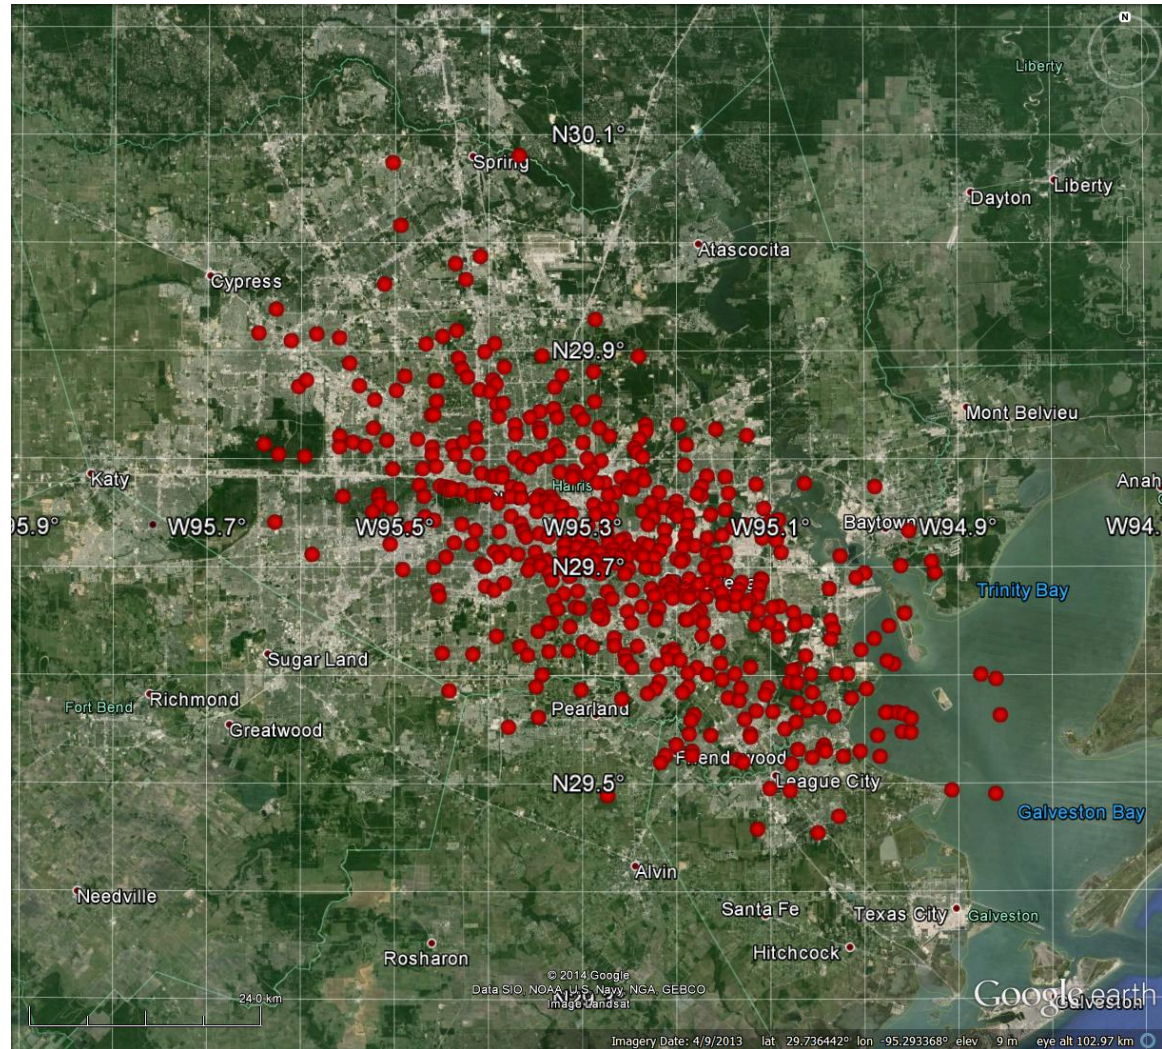 N
Liberty
N30.1°
Spring
Liberty
Dayton
Atascocita
Cypress
N29.9°
Mont Belvieu
Katy
Anah
Harris
95.9°
W95.7°
W95.5°
W95.3°
W95.1°
Baytown
W94.9°
W94.
N29.7°
Trinity Bay
Sugar Land
Richmond
Fort Bend
Pearland
Greatwood
Friendswood
League City
N29.5°
Galveston Bay
Alvin
Needville
Santa Fe
Texas City
Galveston
Hitchcock
Rosharon
© 2014 Google
Data SIO, NOAA, U.S. Navy, NGA, GEBCO
Image Landsat
N29.3°
24.0 km
Google earth
Galveston
Imagery Date: 4/9/2013 lat 29.736442° lon -95.293368° elev 9 m eye alt 102.97 km